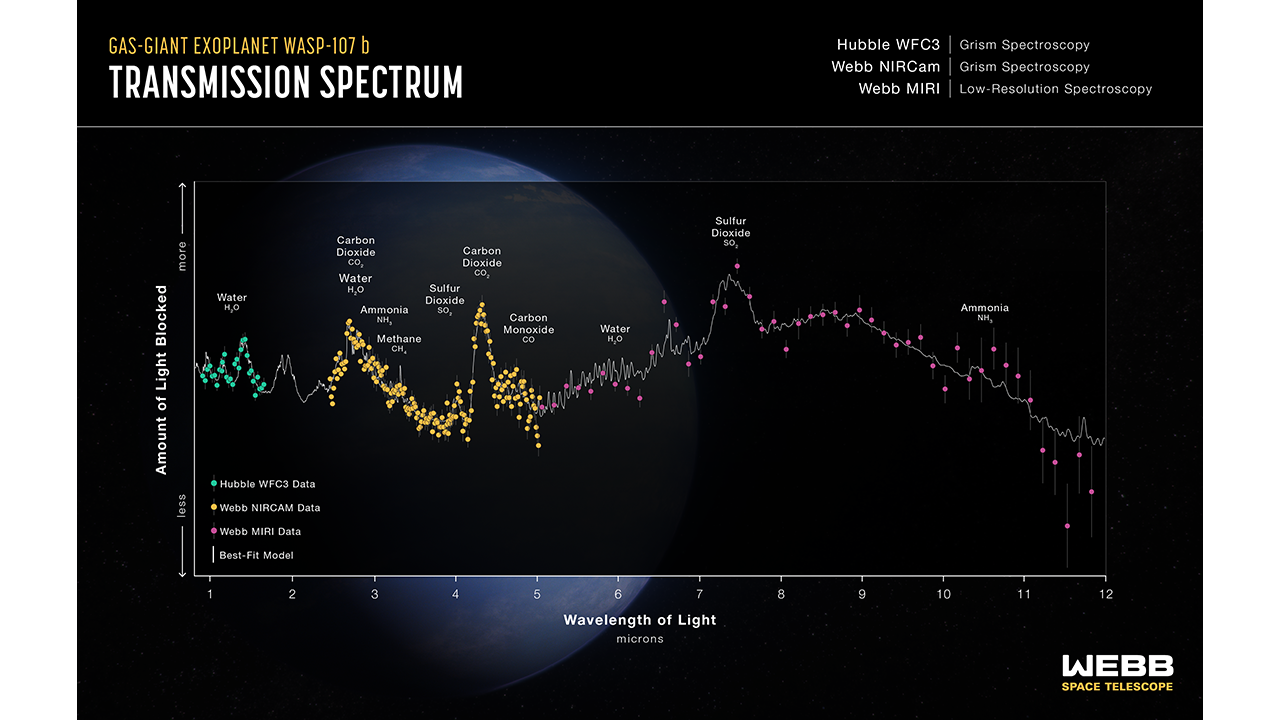 GAS-GIANT EXOPLANET WASP-107 b
TRANSMISSION SPECTRUM
Hubble WFC3 | Grism Spectroscopy
Webb NIRCam | Grism Spectroscopy
Webb MIRI | Low-Resolution Spectroscopy
more
Amount of Light Blocked
less
Water
H₂O
Carbon
Dioxide
CO₂
Water
H₂O
Ammonia
NH₃
Methane
CH₄
Sulfur
Dioxide
SO₂
Carbon
Dioxide
CO₂
Carbon
Monoxide
CO
Water
H₂O
Sulfur
Dioxide
SO₂
Ammonia
NH₃
Hubble WFC3 Data
Webb NIRCAM Data
Webb MIRI Data
Best-Fit Model
1 2 3 4 5 6 7 8 9 10 11 12
Wavelength of Light
microns
WEBB
SPACE TELESCOPE